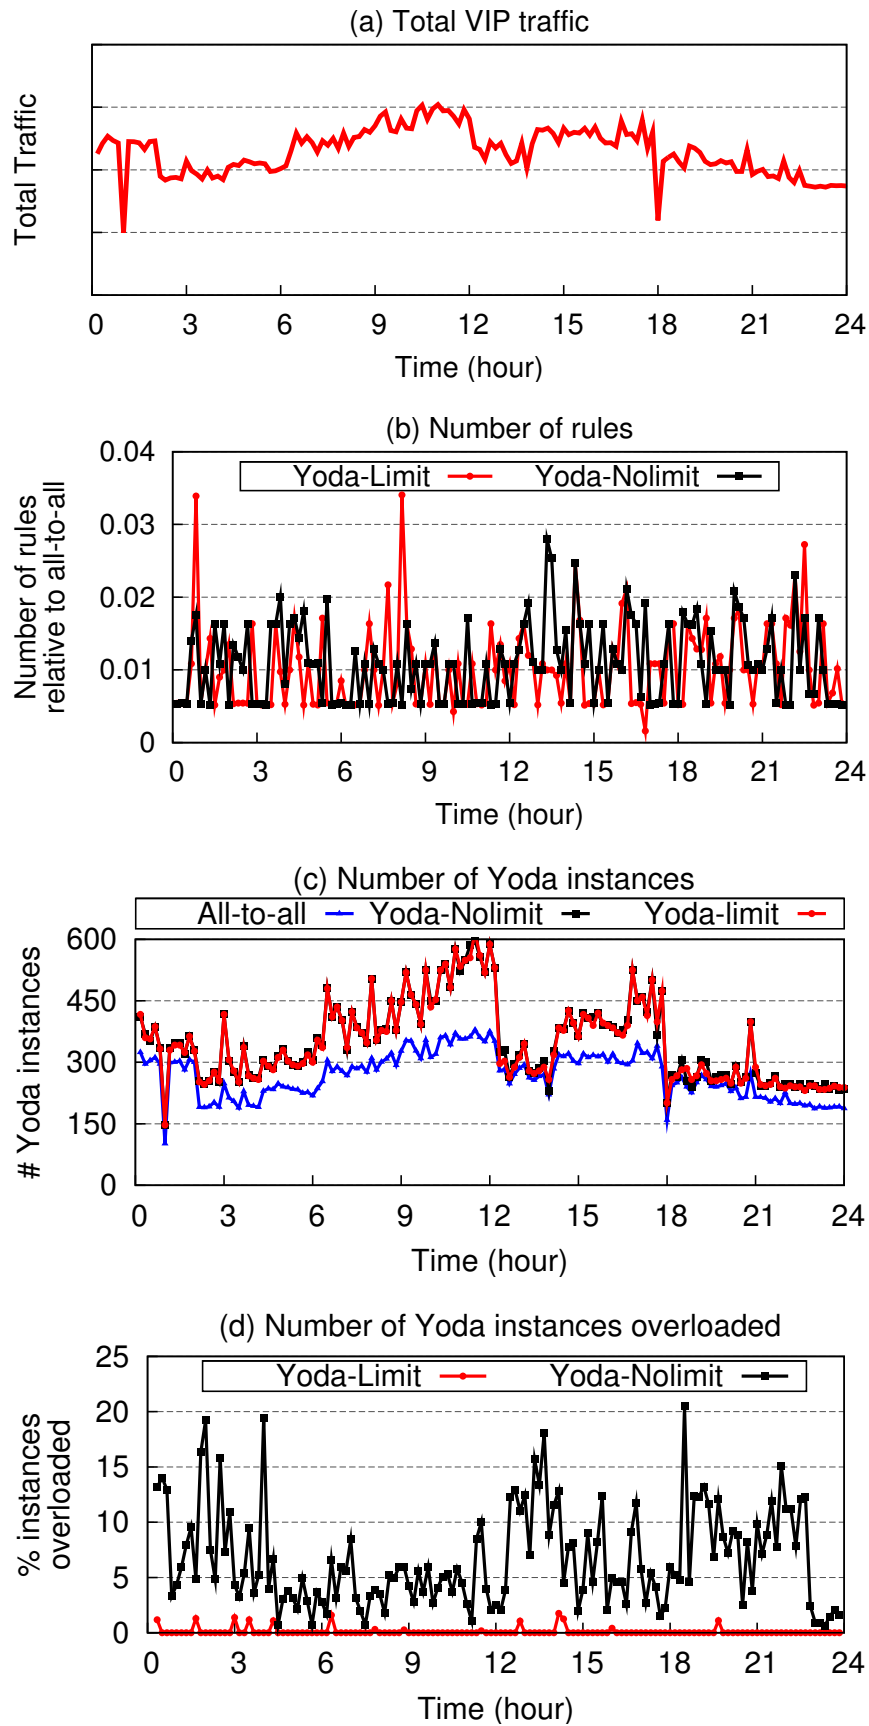 (a) Total VIP traffic
Total Traffic
0 3 6 9 12 15 18 21 24
Time (hour)
(b) Number of rules
Number of rules
relative to all-to-all
0.04
0.03
0.02
0.01
0
Yoda-Limit Yoda-Nolimit
0 3 6 9 12 15 18 21 24
Time (hour)
(c) Number of Yoda instances
All-to-all Yoda-Nolimit Yoda-limit
# Yoda instances
600
450
300
150
0
0 3 6 9 12 15 18 21 24
Time (hour)
(d) Number of Yoda instances overloaded
% instances
overloaded
25
20
15
10
5
0
Yoda-Limit Yoda-Nolimit
0 3 6 9 12 15 18 21 24
Time (hour)